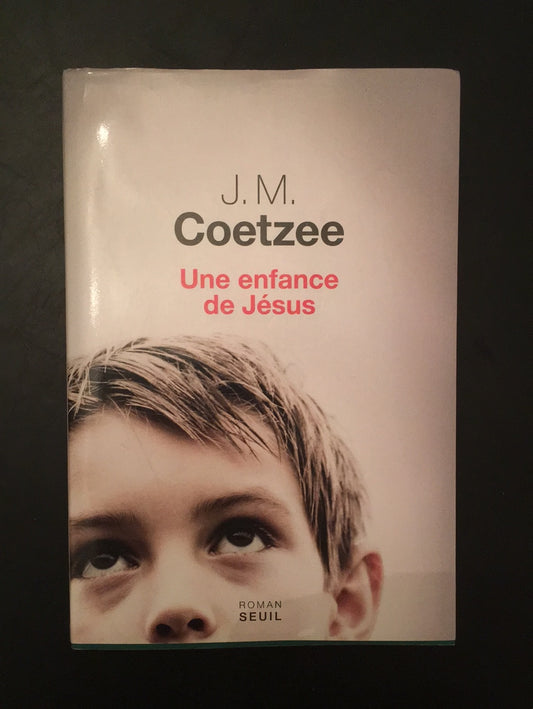 J. M.
Coetzee
Une enfance
de Jésus
ROMAN
SEUIL